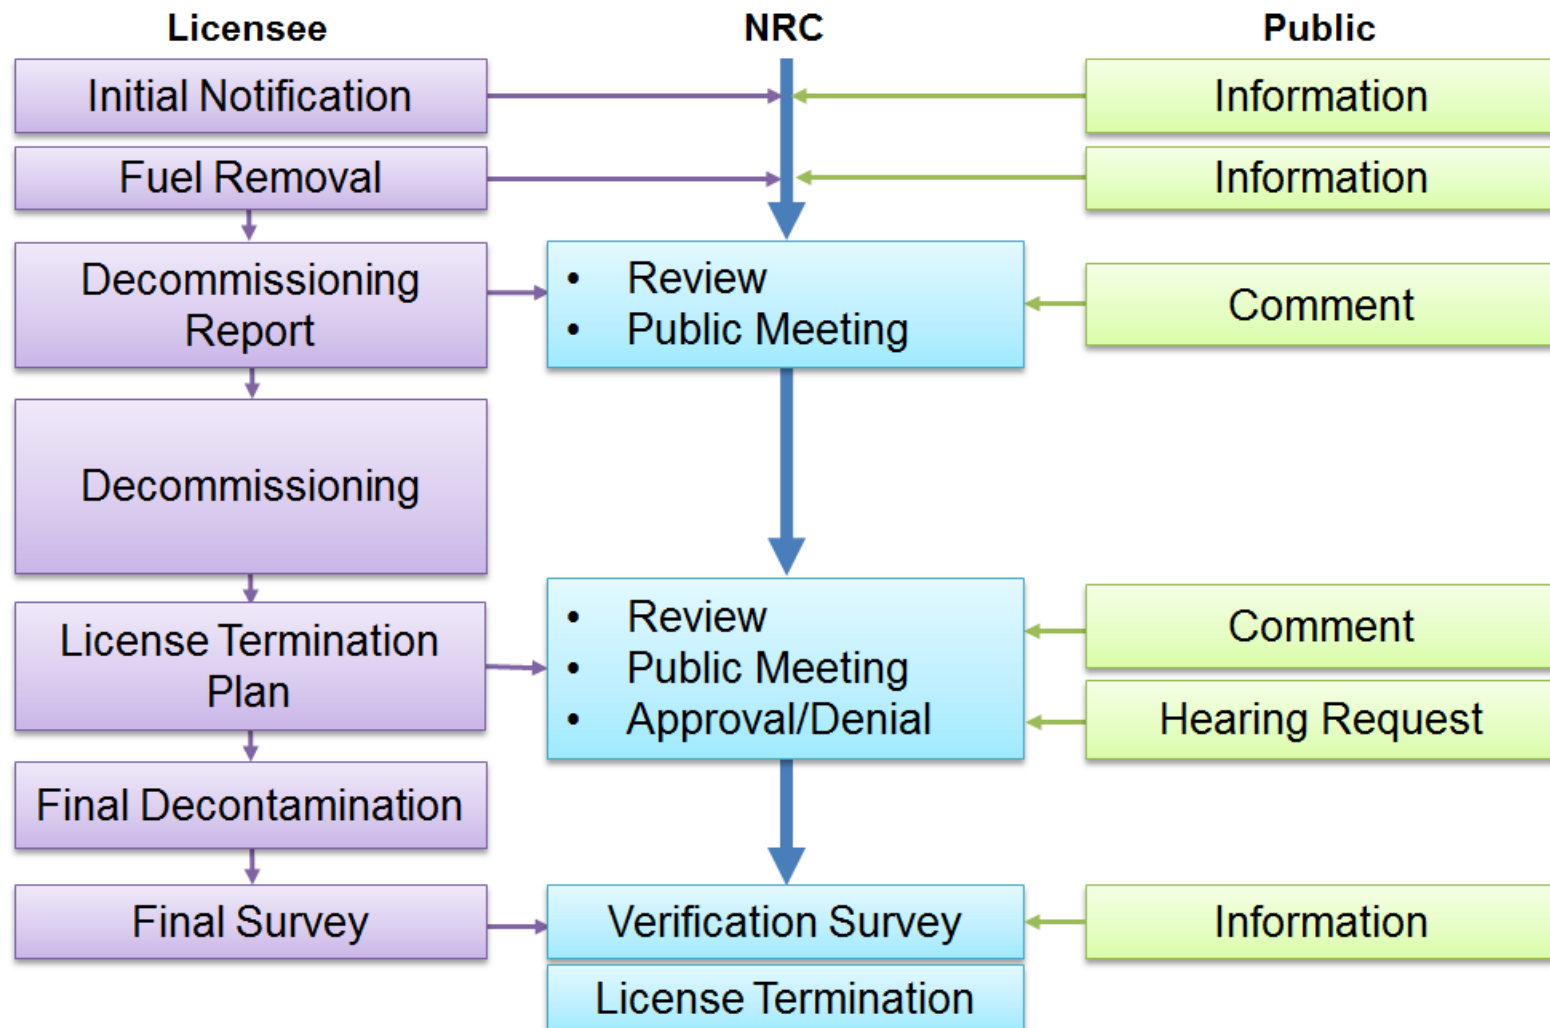 Licensee NRC Public
Initial Notification
Information
Fuel Removal
Information
Decommissioning
Report
• Review
• Public Meeting
Comment
Decommissioning
License Termination
Plan
• Review
• Public Meeting
• Approval/Denial
Comment
Hearing Request
Final Decontamination
Final Survey
Verification Survey
Information
License Termination